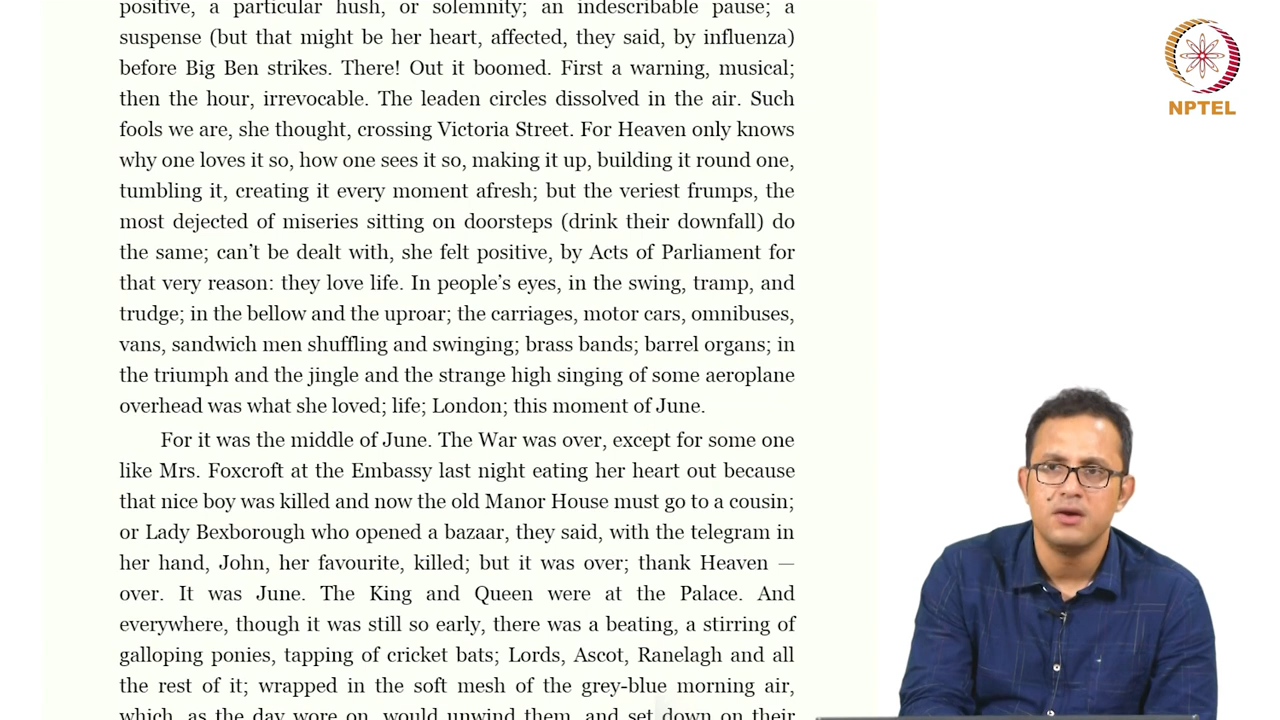 positive, a particular hush, or solemnity; an indescribable pause; a
suspense (but that might be her heart, affected, they said, by influenza)
before Big Ben strikes. There! Out it boomed. First a warning, musical;
then the hour, irrevocable. The leaden circles dissolved in the air. Such
fools we are, she thought, crossing Victoria Street. For Heaven only knows
why one loves it so, how one sees it so, making it up, building it round one,
tumbling it, creating it every moment afresh; but the veriest frumps, the
most dejected of miseries sitting on doorsteps (drink their downfall) do
the same; can’t be dealt with, she felt positive, by Acts of Parliament for
that very reason: they love life. In people’s eyes, in the swing, tramp, and
trudge; in the bellow and the uproar; the carriages, motor cars, omnibuses,
vans, sandwich men shuffling and swinging; brass bands; barrel organs; in
the triumph and the jingle and the strange high singing of some aeroplane
overhead was what she loved; life; London; this moment of June.
For it was the middle of June. The War was over, except for some one
like Mrs. Foxcroft at the Embassy last night eating her heart out because
that nice boy was killed and now the old Manor House must go to a cousin;
or Lady Bexborough who opened a bazaar, they said, with the telegram in
her hand, John, her favourite, killed; but it was over; thank Heaven —
over. It was June. The King and Queen were at the Palace. And
everywhere, though it was still so early, there was a beating, a stirring of
galloping ponies, tapping of cricket bats; Lords, Ascot, Ranelagh and all
the rest of it; wrapped in the soft mesh of the grey-blue morning air,
which, as the day wore on, would unwind them, and set down on their
NPTEL